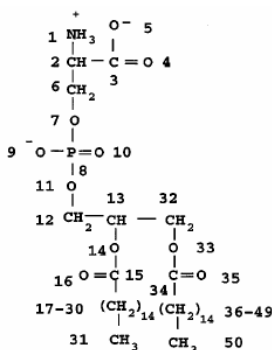 +
O⁻ 5
1 NH₃
2 CH—C=O 4
6 3
CH₂
7 O
9 ⁻O—P=O 10
8
11 O 13 32
12 CH₂—CH—CH₂
14 O O 33
16 O=C 15 C=O 35
34
17-30 (CH₂)₁₄ (CH₂)₁₄ 36-49
31 CH₃ CH₃ 50